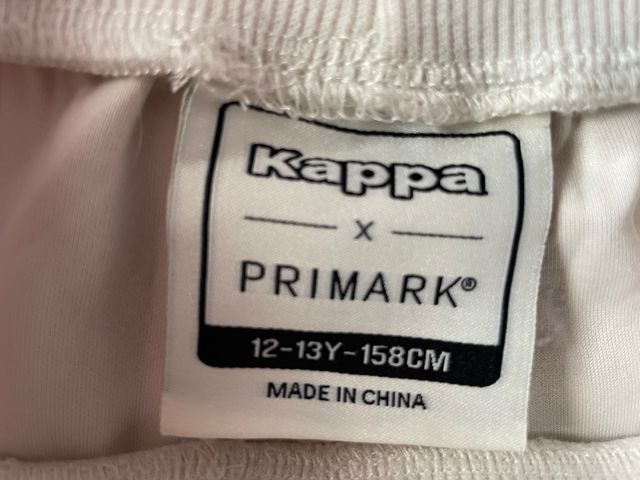 Kappa
x
PRIMARK®
12-13Y-158CM
MADE IN CHINA